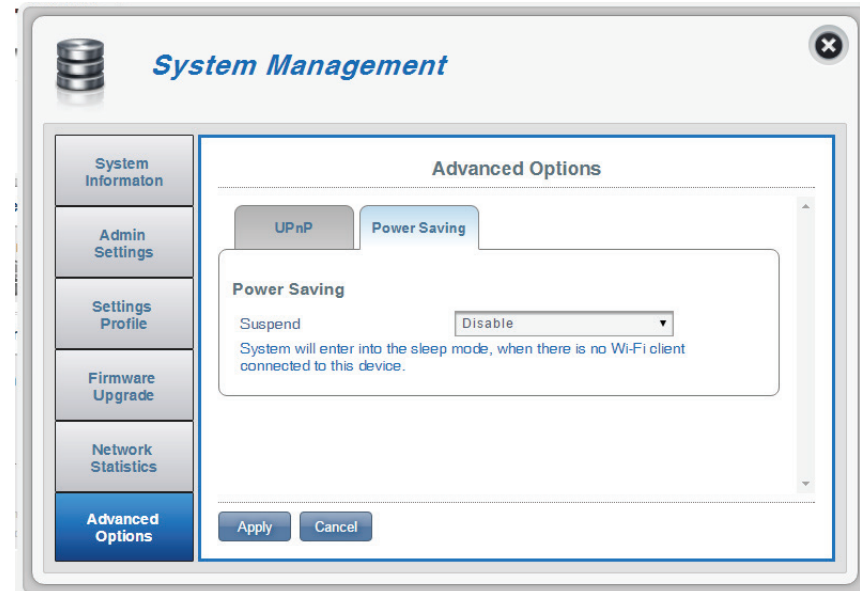 System Management
System
Informaton
Admin
Settings
Settings
Profile
Firmware
Upgrade
Network
Statistics
Advanced
Options
Advanced Options
UPnP
Power Saving
Power Saving
Suspend
Disable
System will enter into the sleep mode, when there is no Wi-Fi client
connected to this device.
Apply
Cancel